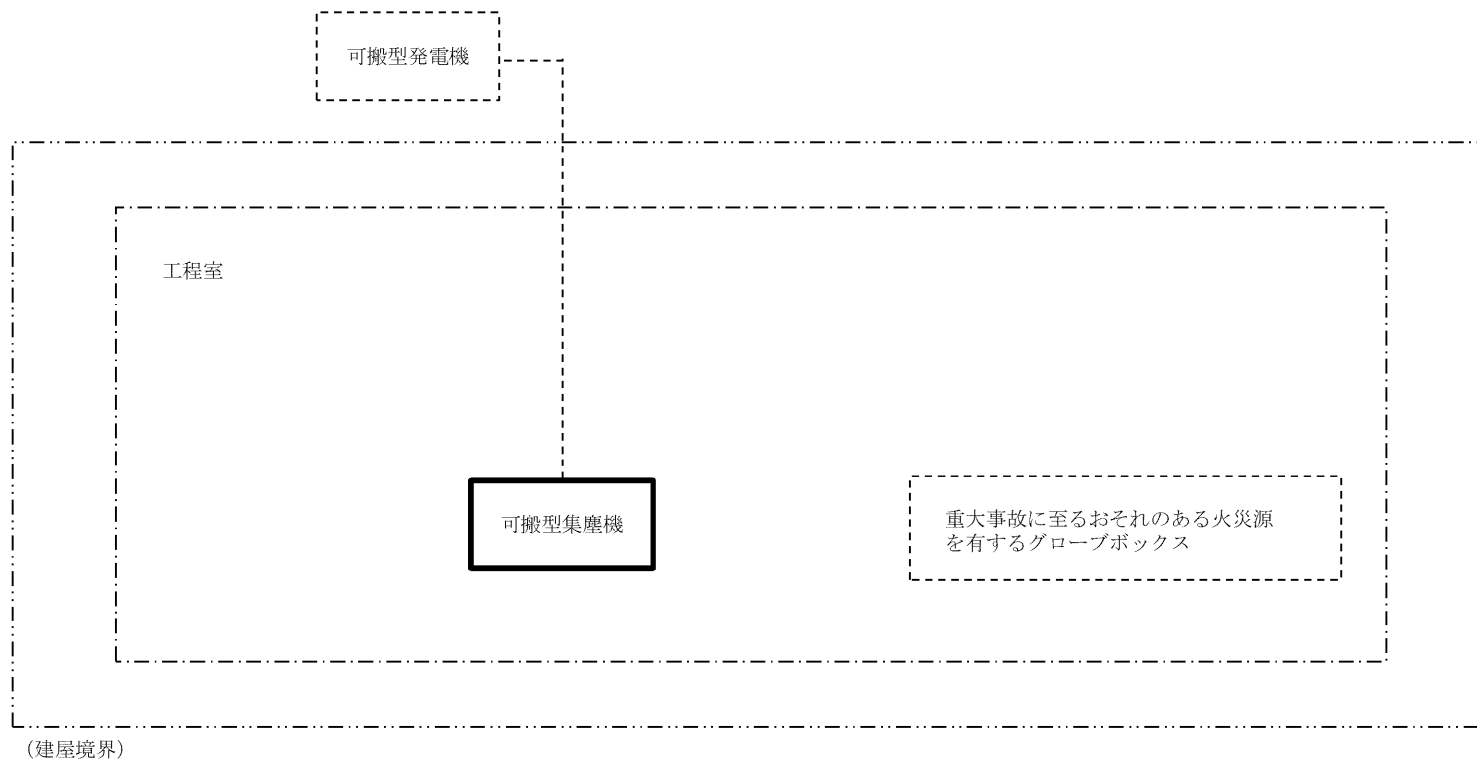 可搬型発電機
工程室
可搬型集塵機
重大事故に至るおそれのある火災源
を有するグローブボックス
（建屋境界）